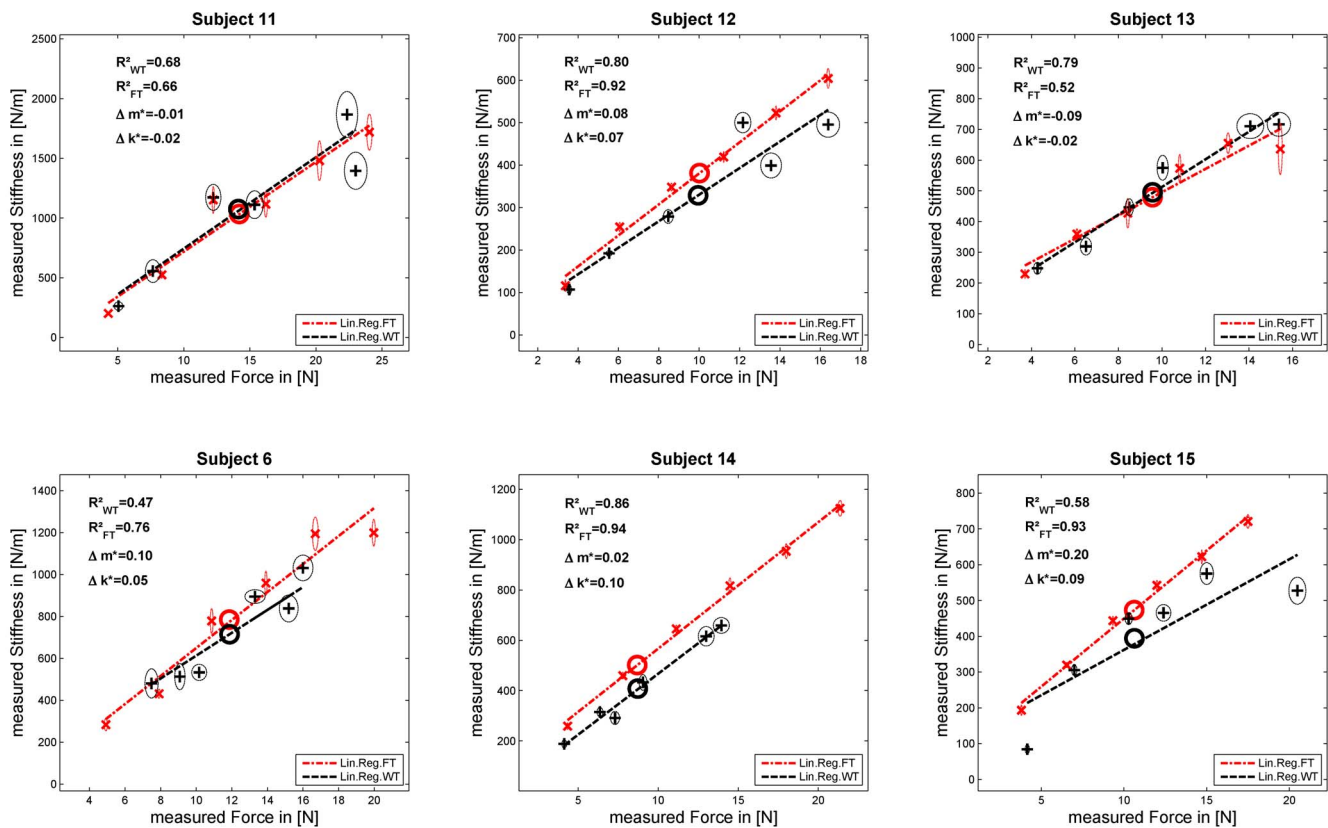 Subject 11
R²WT=0.68
R²FT=0.66
Δ m*=-0.01
Δ k*=-0.02
2500
2000
1500
1000
500
0
measured Stiffness in [N/m]
5 10 15 20 25
measured Force in [N]
Lin.Reg.FT
Lin.Reg.WT
Subject 12
R²WT=0.80
R²FT=0.92
Δ m*=0.08
Δ k*=0.07
700
600
500
400
300
200
100
0
measured Stiffness in [N/m]
2 4 6 8 10 12 14 16 18
measured Force in [N]
Lin.Reg.FT
Lin.Reg.WT
Subject 13
R²WT=0.79
R²FT=0.52
Δ m*=-0.09
Δ k*=-0.02
1000
900
800
700
600
500
400
300
200
100
0
measured Stiffness in [N/m]
2 4 6 8 10 12 14 16
measured Force in [N]
Lin.Reg.FT
Lin.Reg.WT
Subject 6
R²WT=0.47
R²FT=0.76
Δ m*=0.10
Δ k*=0.05
1400
1200
1000
800
600
400
200
0
measured Stiffness in [N/m]
4 6 8 10 12 14 16 18 20
measured Force in [N]
Lin.Reg.FT
Lin.Reg.WT
Subject 14
R²WT=0.86
R²FT=0.94
Δ m*=0.02
Δ k*=0.10
1200
1000
800
600
400
200
measured Stiffness in [N/m]
5 10 15 20
measured Force in [N]
Lin.Reg.FT
Lin.Reg.WT
Subject 15
R²WT=0.58
R²FT=0.93
Δ m*=0.20
Δ k*=0.09
800
700
600
500
400
300
200
100
0
measured Stiffness in [N/m]
5 10 15 20
measured Force in [N]
Lin.Reg.FT
Lin.Reg.WT